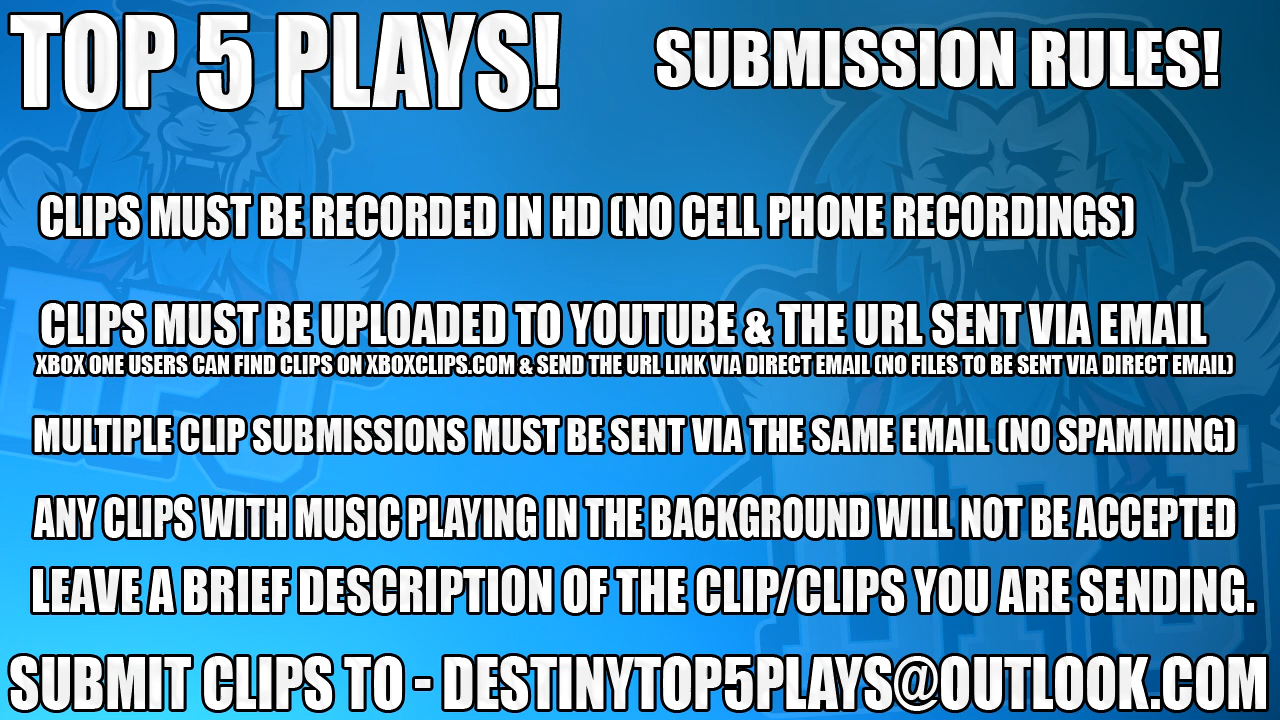 TOP 5 PLAYS!
SUBMISSION RULES!
CLIPS MUST BE RECORDED IN HD (NO CELL PHONE RECORDINGS)
CLIPS MUST BE UPLOADED TO YOUTUBE & THE URL SENT VIA EMAIL
XBOX ONE USERS CAN FIND CLIPS ON XBOXCLIPS.COM & SEND THE URL LINK VIA DIRECT EMAIL (NO FILES TO BE SENT VIA DIRECT EMAIL)
MULTIPLE CLIP SUBMISSIONS MUST BE SENT VIA THE SAME EMAIL (NO SPAMMING)
ANY CLIPS WITH MUSIC PLAYING IN THE BACKGROUND WILL NOT BE ACCEPTED
LEAVE A BRIEF DESCRIPTION OF THE CLIP/CLIPS YOU ARE SENDING.
SUBMIT CLIPS TO - DESTINYTOP5PLAYS@OUTLOOK.COM